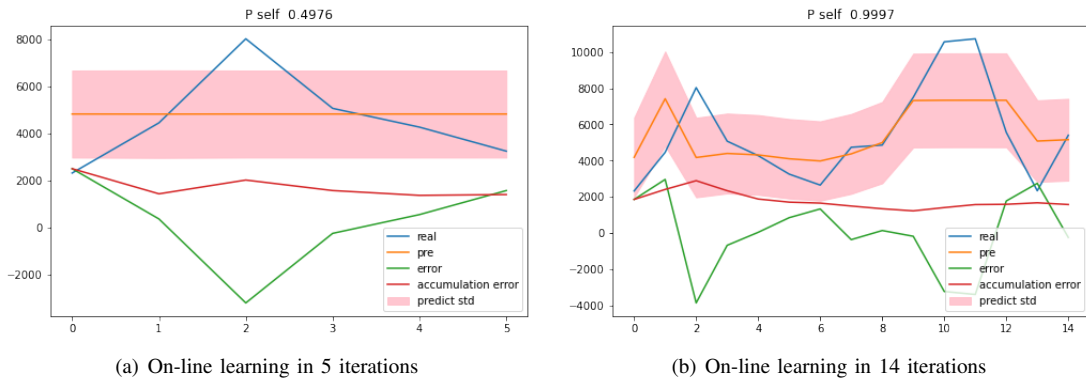 P self 0.4976
8000
6000
4000
2000
0
−2000
real
pre
error
accumulation error
predict std
0 1 2 3 4 5
(a) On-line learning in 5 iterations
P self 0.9997
10000
8000
6000
4000
2000
0
−2000
−4000
real
pre
error
accumulation error
predict std
0 2 4 6 8 10 12 14
(b) On-line learning in 14 iterations